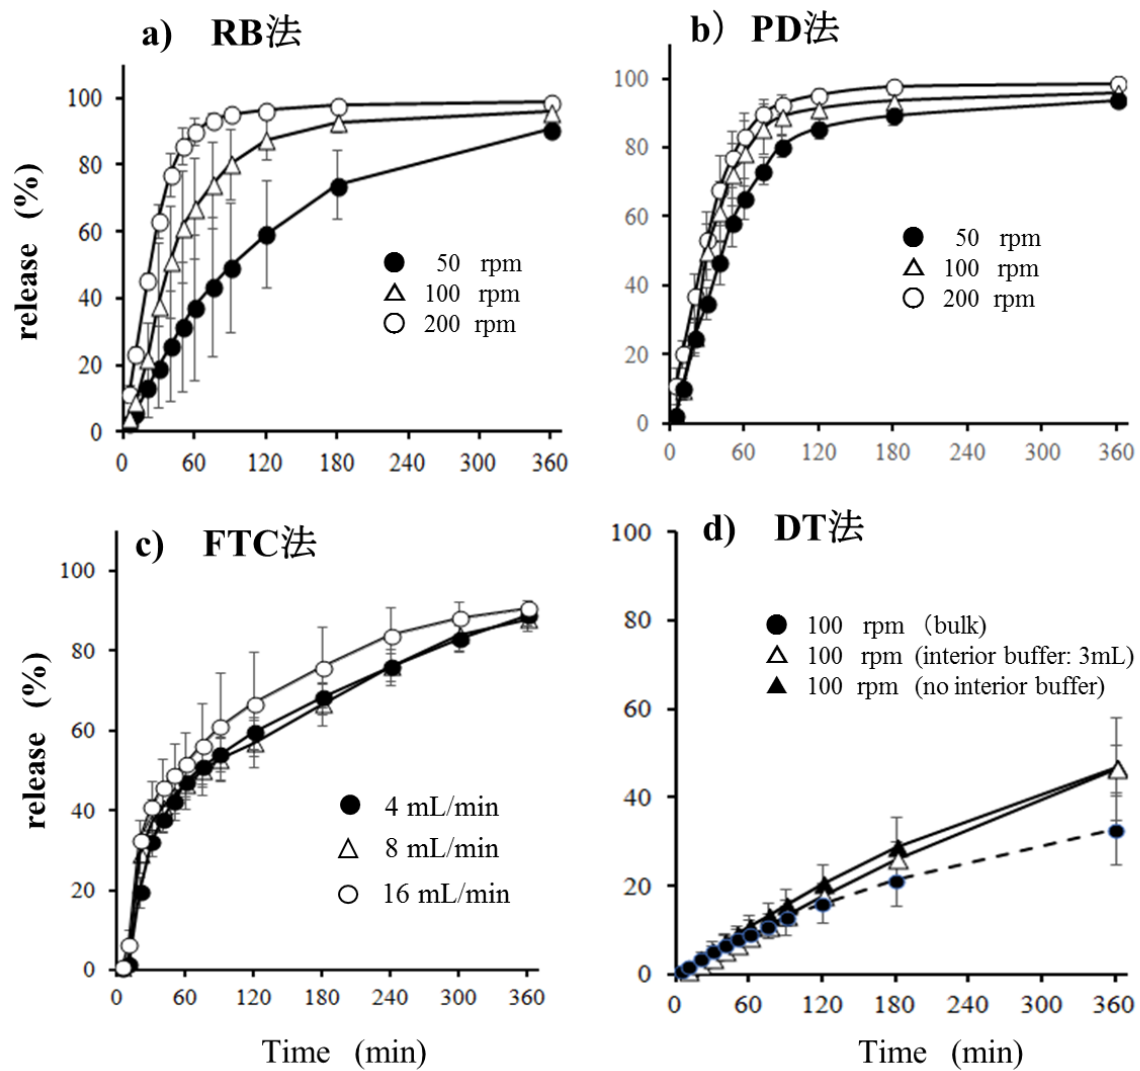 a) RB法
release (%)
100
80
60
40
20
0
50 rpm
100 rpm
200 rpm
0 60 120 180 240 300 360
b）PD法
100
80
60
40
20
0
50 rpm
100 rpm
200 rpm
0 60 120 180 240 300 360
c) FTC法
release (%)
100
80
60
40
20
0
4 mL/min
8 mL/min
16 mL/min
0 60 120 180 240 300 360
Time (min)
d) DT法
100
80
60
40
20
0
100 rpm（bulk)
100 rpm (interior buffer: 3mL)
100 rpm (no interior buffer)
0 60 120 180 240 300 360
Time (min)